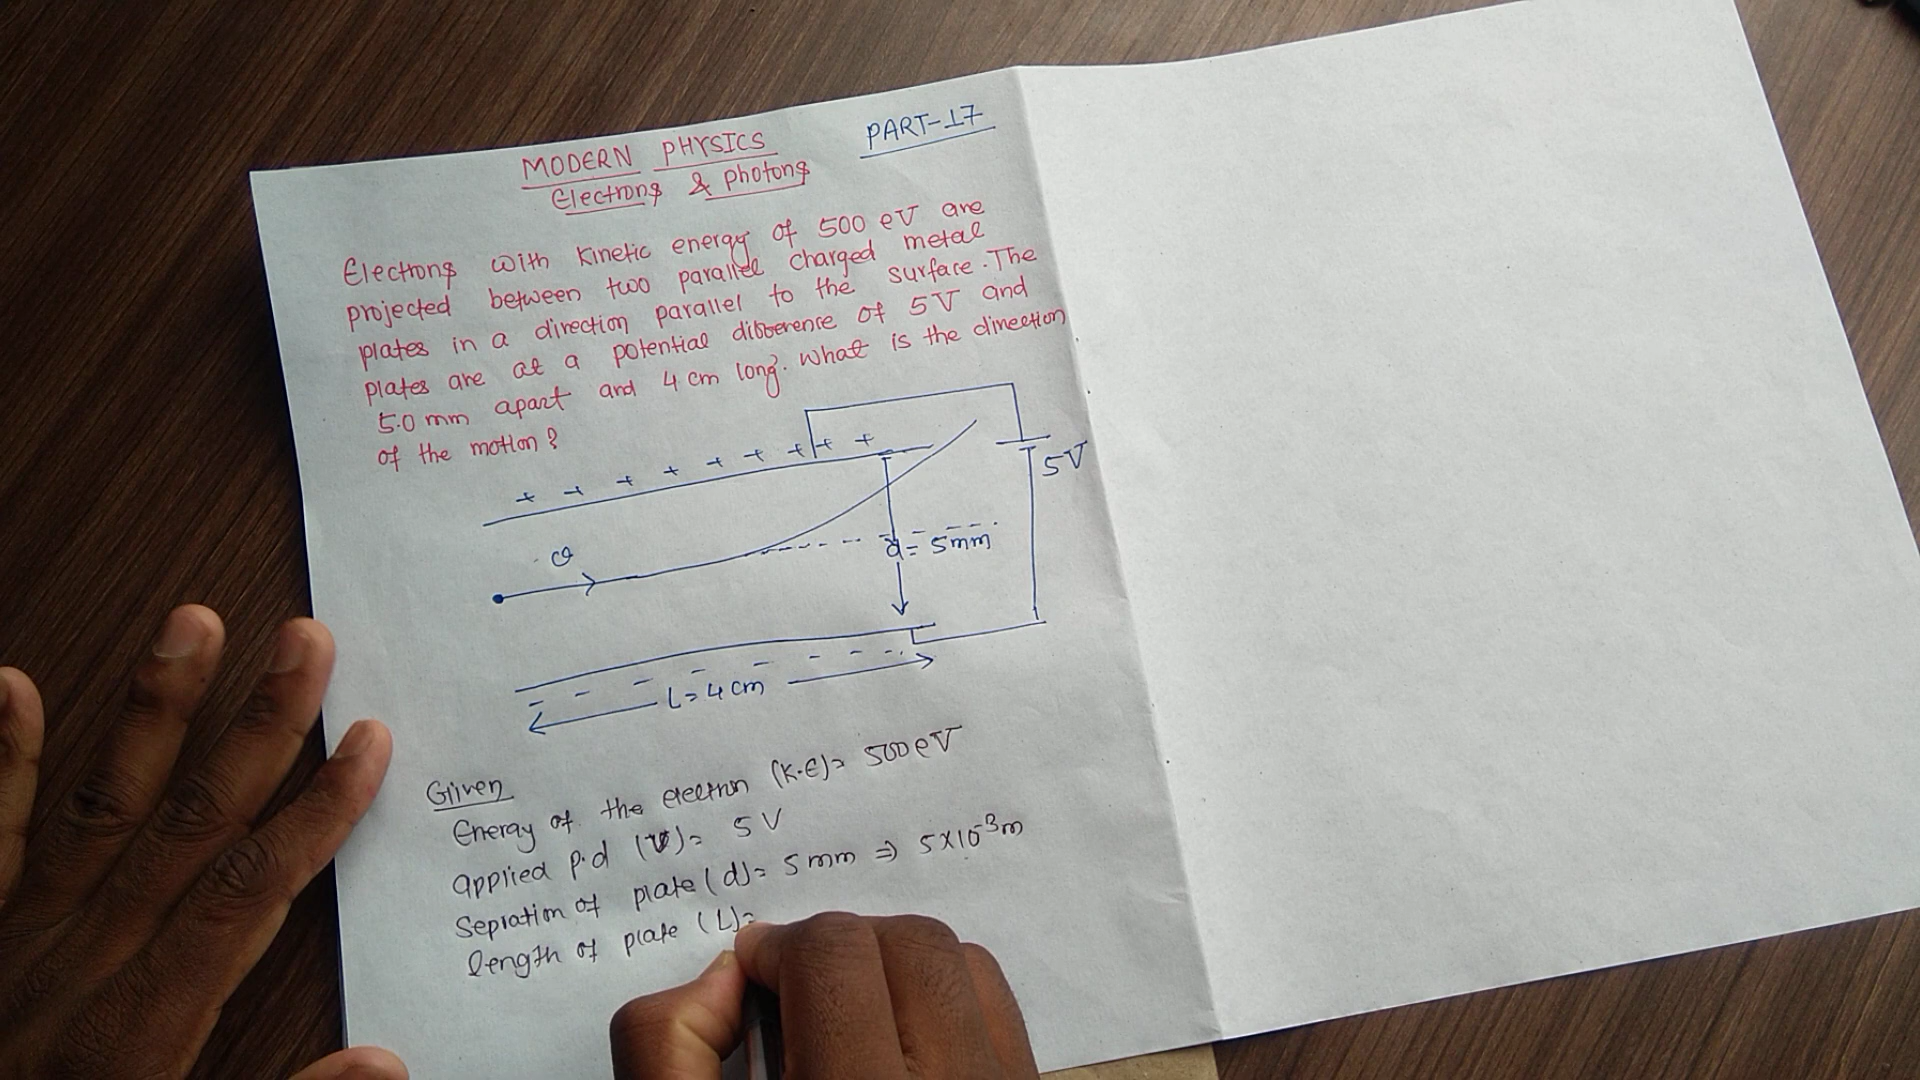 MODERN PHYSICS
PART-17
Electrons & photons
Electrons with Kinetic energy of 500 eV are
projected between two parallel charged metal
plates in a direction parallel to the surface. The
plates are at a potential difference of 5V and
5.0 mm apart and 4 cm long. What is the direction
of the motion?
+ + + + + + + + +
5V
d = 5mm
L = 4 cm
Given
Energy of the electron (K.E) = 500 eV
applied p.d (V) = 5 V
Sepration of plate (d) = 5 mm ⇒ 5×10⁻³m
length of plate (L) =